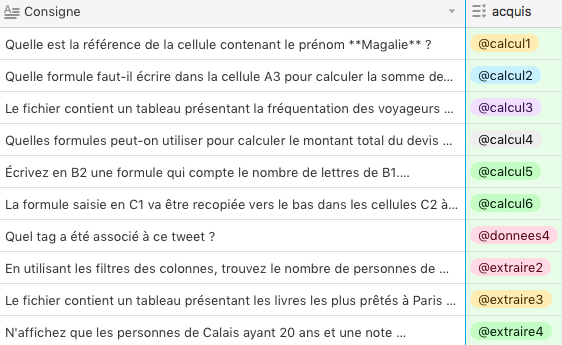 Consigne acquis
Quelle est la référence de la cellule contenant le prénom **Magalie** ? @calcul1
Quelle formule faut-il écrire dans la cellule A3 pour calculer la somme de... @calcul2
Le fichier contient un tableau présentant la fréquentation des voyageurs ... @calcul3
Quelles formules peut-on utiliser pour calculer le montant total du devis ... @calcul4
Écrivez en B2 une formule qui compte le nombre de lettres de B1.... @calcul5
La formule saisie en C1 va être recopiée vers le bas dans les cellules C2 à... @calcul6
Quel tag a été associé à ce tweet ? @donnees4
En utilisant les filtres des colonnes, trouvez le nombre de personnes de ... @extraire2
Le fichier contient un tableau présentant les livres les plus prêtés à Paris ... @extraire3
N'affichez que les personnes de Calais ayant 20 ans et une note ... @extraire4